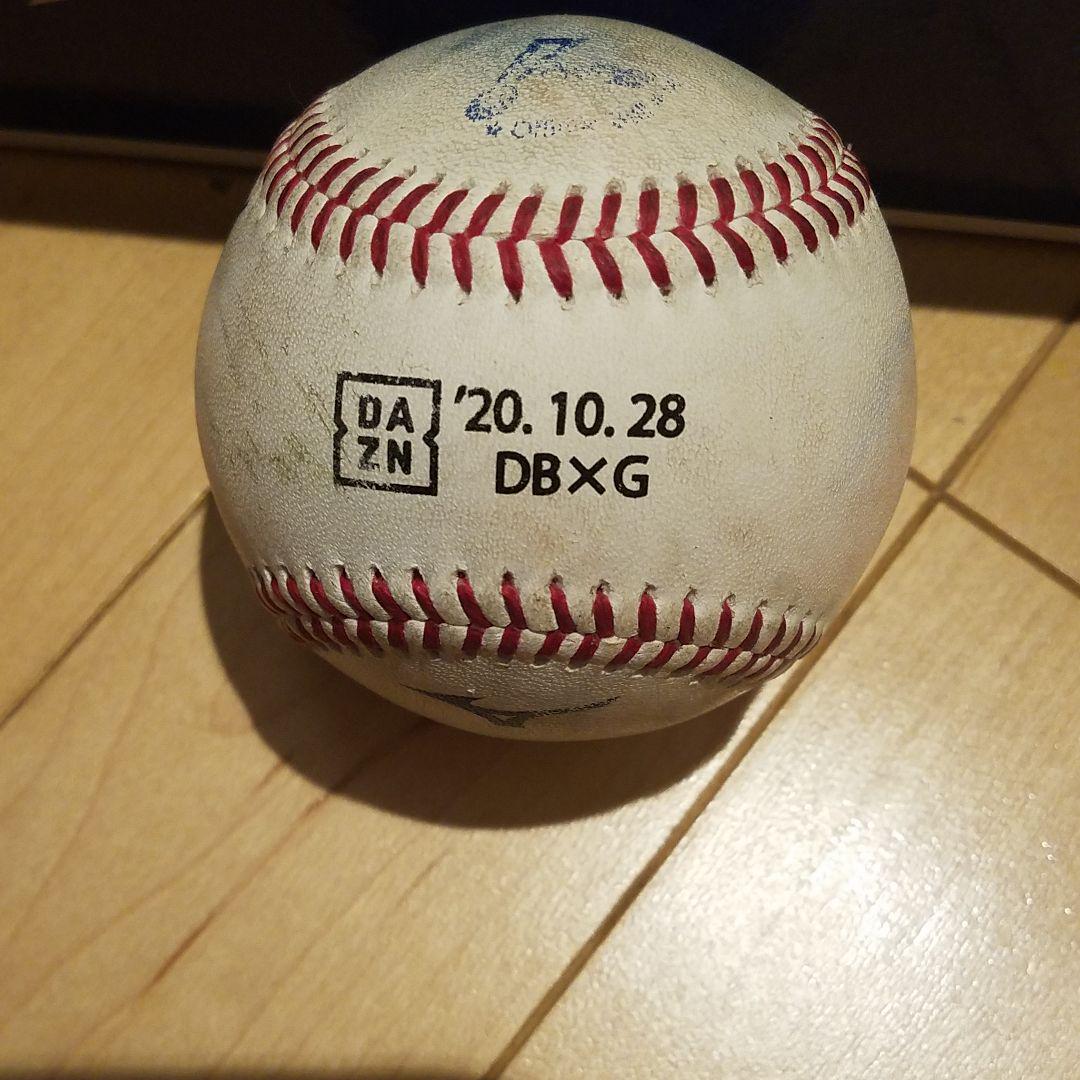 DA
ZN
'20. 10. 28
DB×G